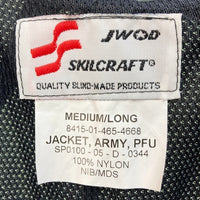 JWOD
SKILCRAFT®
QUALITY BLIND-MADE PRODUCTS
MEDIUM/LONG
8415-01-465-4668
JACKET, ARMY, PFU
SP0100 - 05 - D - 0344
100% NYLON
NIB/MDS